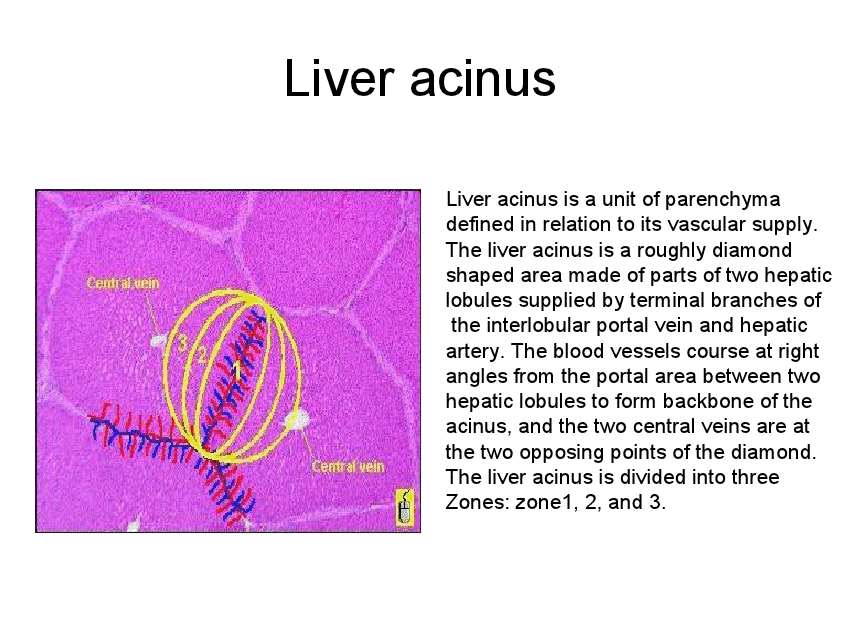 Liver acinus
Central vein
3
2
1
Central vein
Liver acinus is a unit of parenchyma
defined in relation to its vascular supply.
The liver acinus is a roughly diamond
shaped area made of parts of two hepatic
lobules supplied by terminal branches of
the interlobular portal vein and hepatic
artery. The blood vessels course at right
angles from the portal area between two
hepatic lobules to form backbone of the
acinus, and the two central veins are at
the two opposing points of the diamond.
The liver acinus is divided into three
Zones: zone1, 2, and 3.